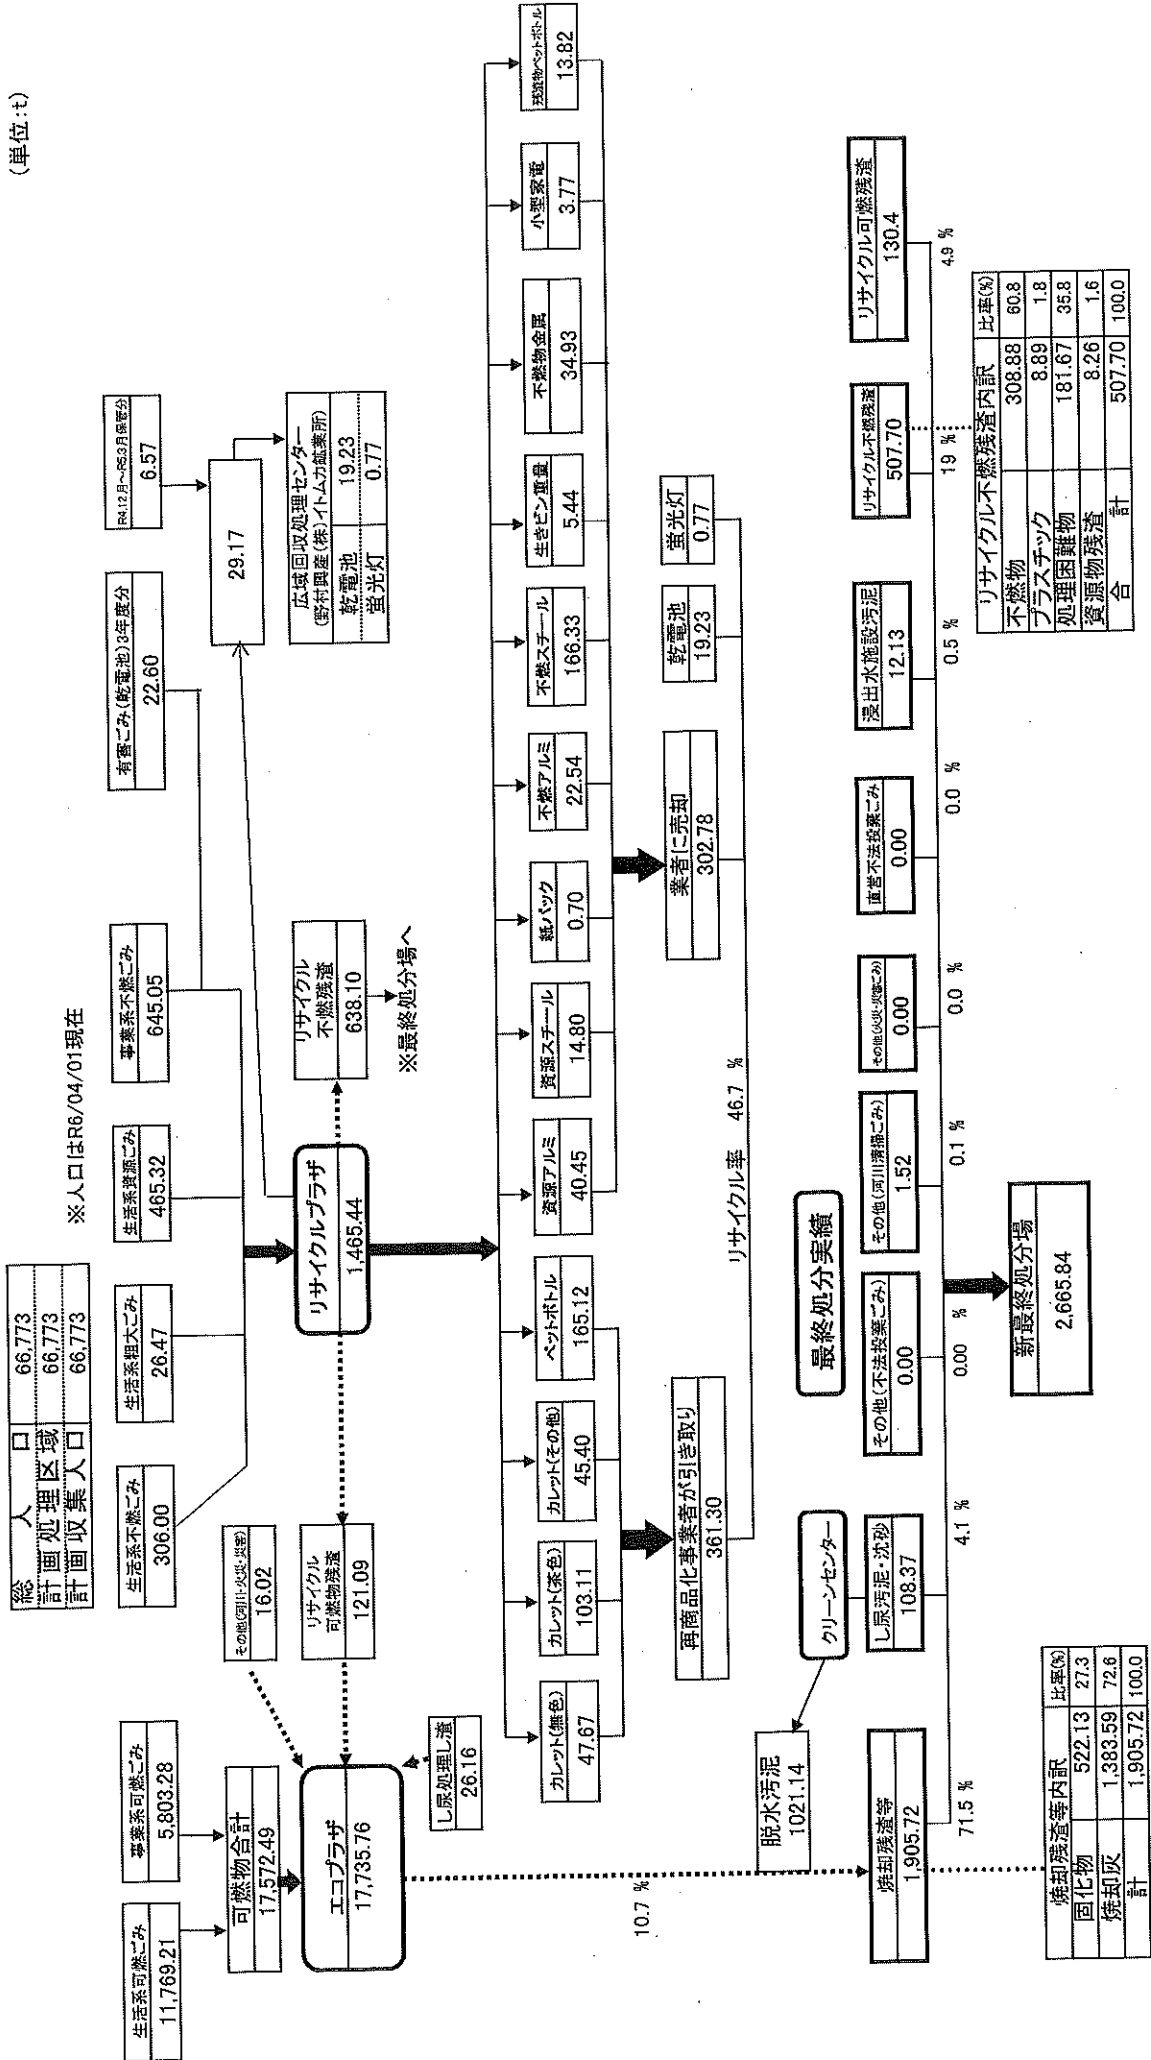 (単位:t)
総人口 66,773
計画処理区域 66,773
計画収集人口 66,773
※人口はR6/04/01現在
生活系可燃ごみ
11,769.21
事業系可燃ごみ
5,803.28
可燃物合計
17,572.49
エコプラザ
17,735.76
その他(河川・火災・災害)
16.02
リサイクル
可燃物残渣
121.09
し尿処理し渣
26.16
生活系不燃ごみ
306.00
生活系粗大ごみ
26.47
生活系資源ごみ
465.32
事業系不燃ごみ
645.05
有害ごみ(乾電池)3年度分
22.60
R4.12月～R5.3月保管分
6.57
29.17
広域回収処理センター
(野村興産(株)イトムカ鉱業所)
乾電池 19.23
蛍光灯 0.77
リサイクルプラザ
1,465.44
リサイクル
不燃残渣
638.10
※最終処分場へ
カレット(無色)
47.67
カレット(茶色)
103.11
カレット(その他)
45.40
ペットボトル
165.12
資源アルミ
40.45
資源スチール
14.80
紙パック
0.70
不燃アルミ
22.54
不燃スチール
166.33
生きビン重量
5.44
不燃物金属
34.93
小型家電
3.77
残渣物ペットボトル
13.82
再商品化事業者が引き取り
361.30
業者に売却
302.78
乾電池
19.23
蛍光灯
0.77
リサイクル率 46.7 %
最終処分実績
クリーンセンター
脱水汚泥
1021.14
10.7 %
焼却残渣等
1,905.72
し尿汚泥・沈砂
108.37
その他(不法投棄ごみ)
0.00
その他(河川清掃ごみ)
1.52
その他(火災・災害ごみ)
0.00
直営不法投棄ごみ
0.00
浸出水施設汚泥
12.13
リサイクル不燃残渣
507.70
リサイクル可燃残渣
130.4
71.5 %
4.1 %
0.00 %
0.1 %
0.0 %
0.0 %
0.5 %
19 %
4.9 %
新最終処分場
2,665.84
焼却残渣等内訳 比率(%)
固化物 522.13 27.3
焼却灰 1,383.59 72.6
計 1,905.72 100.0
リサイクル不燃残渣内訳 比率(%)
不燃物 308.88 60.8
プラスチック 8.89 1.8
処理困難物 181.67 35.8
資源物残渣 8.26 1.6
合計 507.70 100.0